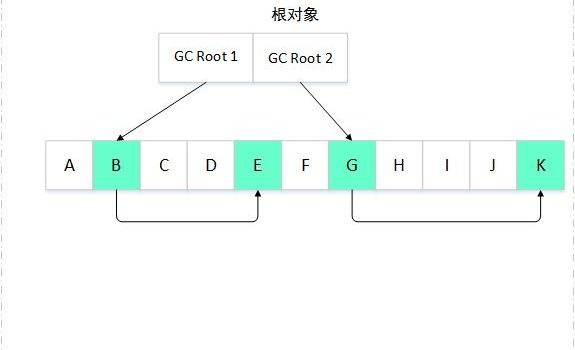 根对象
GC Root 1 GC Root 2
A B C D E F G H I J K